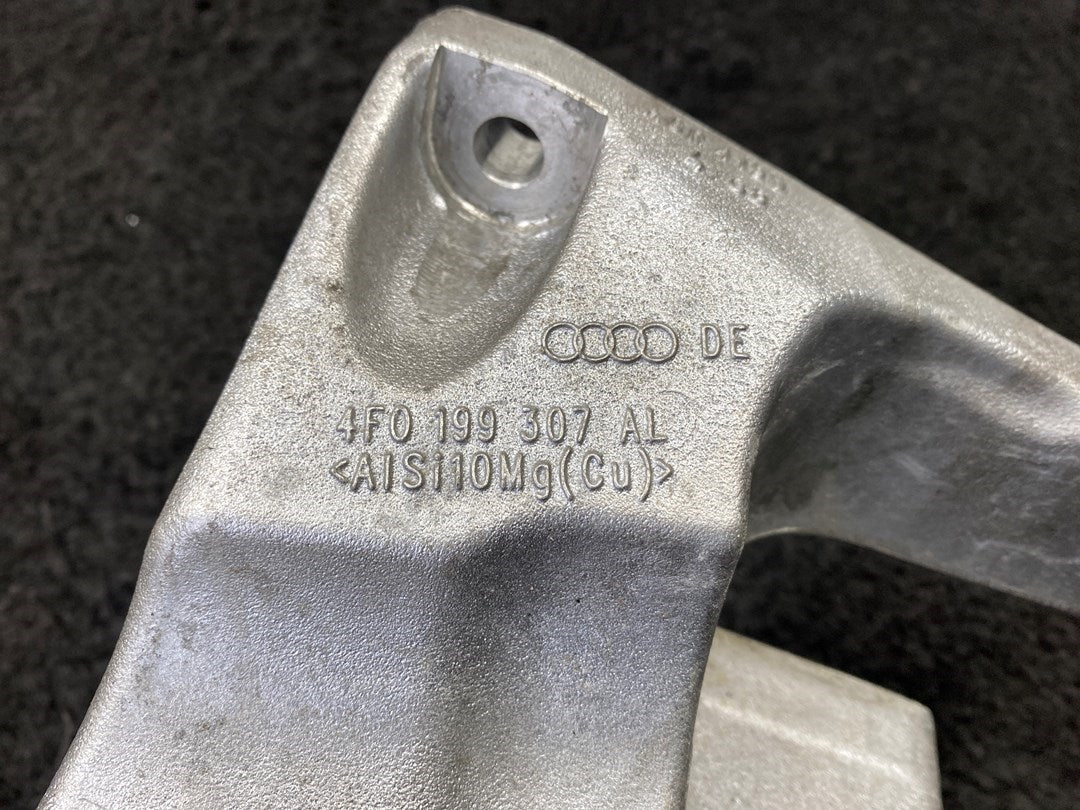 DE
4F0 199 307 AL
<AlSi10Mg(Cu)>